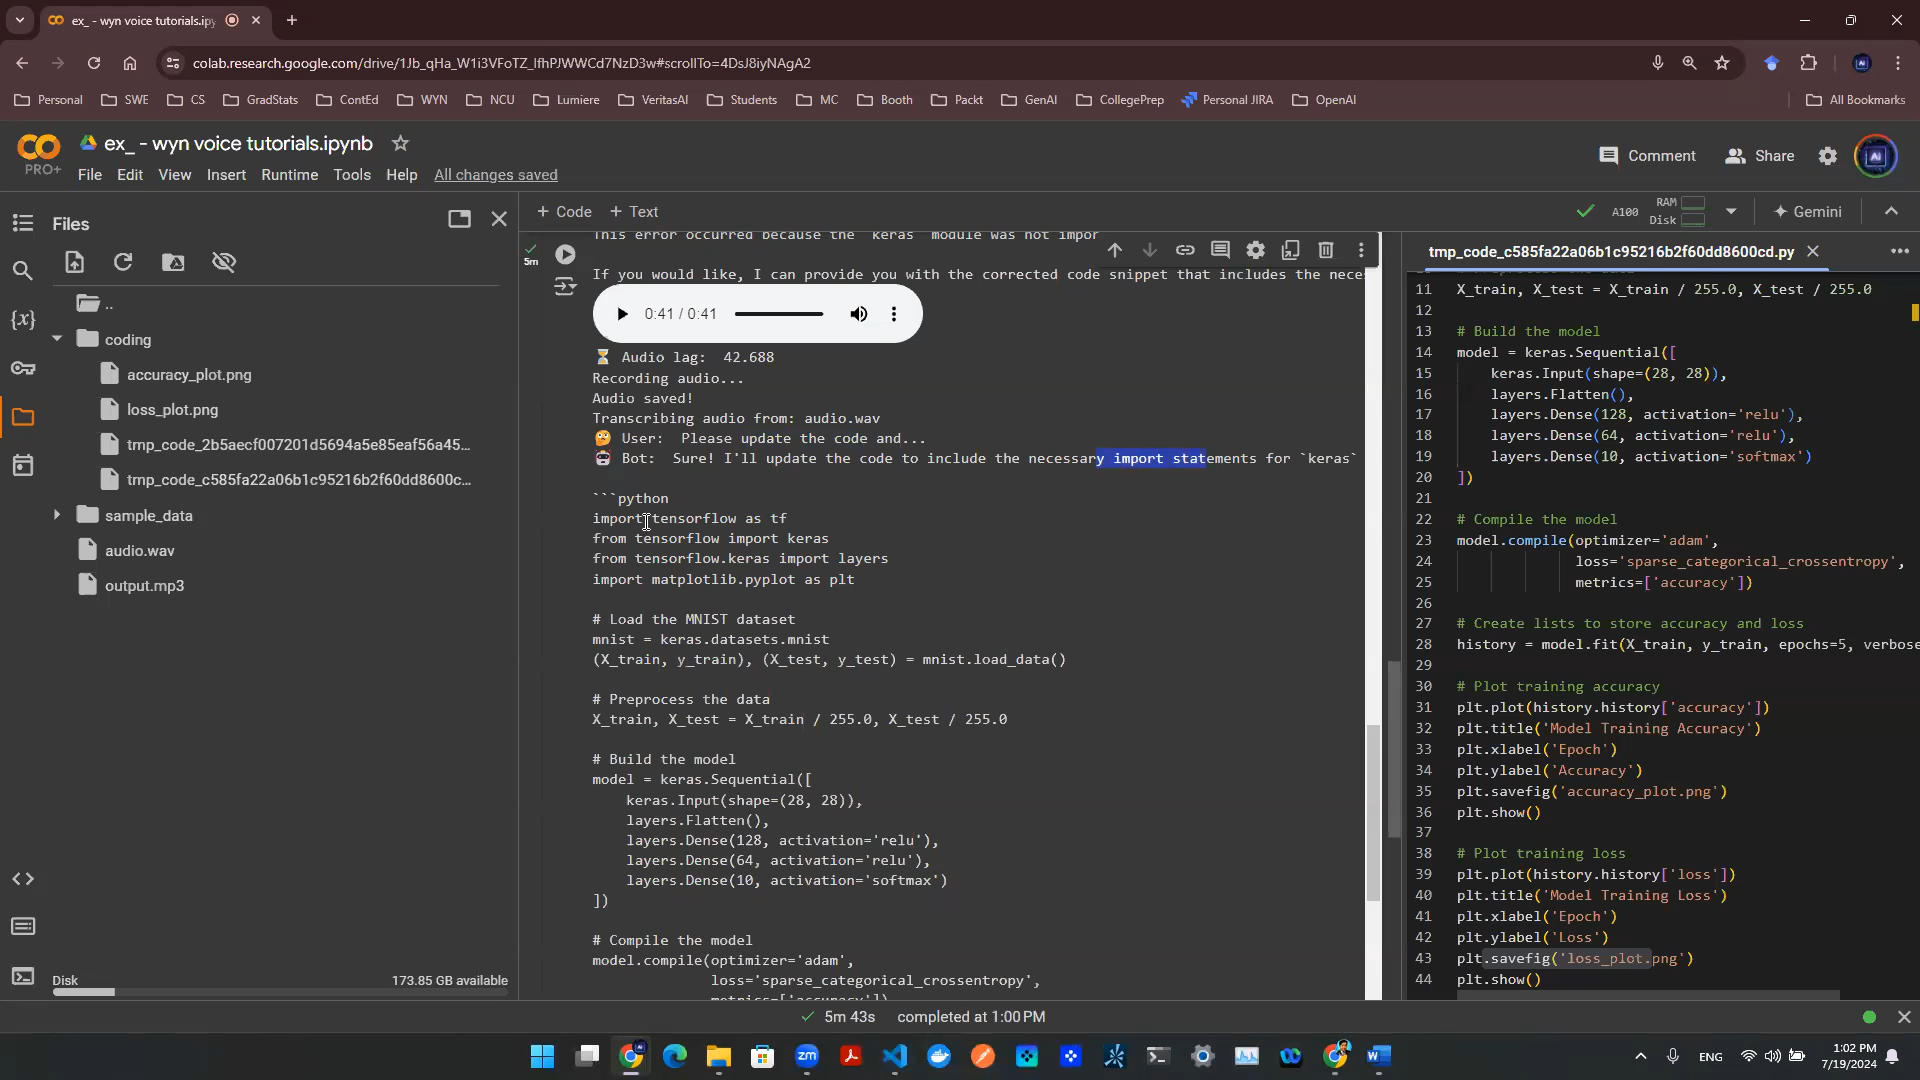 ex_ - wyn voice tutorials.ipy
colab.research.google.com/drive/1Jb_qHa_W1i3VFoTZ_lfhPJWWCd7NzD3w#scrollTo=4DsJ8iyNAgA2
Personal SWE CS GradStats ContEd WYN NCU Lumiere VeritasAI Students MC Booth Packt GenAI CollegePrep Personal JIRA OpenAI All Bookmarks
CO PRO+
ex_ - wyn voice tutorials.ipynb
Comment Share
File Edit View Insert Runtime Tools Help All changes saved
Files
+ Code + Text
A100 RAM Disk Gemini
..
coding
accuracy_plot.png
loss_plot.png
tmp_code_2b5aecf007201d5694a5e85eaf56a45...
tmp_code_c585fa22a06b1c95216b2f60dd8600c...
sample_data
audio.wav
output.mp3
Disk 173.85 GB available
5m
This error occurred because the `keras` module was not impor
If you would like, I can provide you with the corrected code snippet that includes the neces
0:41 / 0:41
⏳ Audio lag: 42.688
Recording audio...
Audio saved!
Transcribing audio from: audio.wav
🤔 User: Please update the code and...
🤖 Bot: Sure! I'll update the code to include the necessary import statements for `keras`
```python
import tensorflow as tf
from tensorflow import keras
from tensorflow.keras import layers
import matplotlib.pyplot as plt
# Load the MNIST dataset
mnist = keras.datasets.mnist
(X_train, y_train), (X_test, y_test) = mnist.load_data()
# Preprocess the data
X_train, X_test = X_train / 255.0, X_test / 255.0
# Build the model
model = keras.Sequential([
keras.Input(shape=(28, 28)),
layers.Flatten(),
layers.Dense(128, activation='relu'),
layers.Dense(64, activation='relu'),
layers.Dense(10, activation='softmax')
])
# Compile the model
model.compile(optimizer='adam',
loss='sparse_categorical_crossentropy',
metrics=['accuracy'])
tmp_code_c585fa22a06b1c95216b2f60dd8600cd.py
11 X_train, X_test = X_train / 255.0, X_test / 255.0
12
13 # Build the model
14 model = keras.Sequential([
15 keras.Input(shape=(28, 28)),
16 layers.Flatten(),
17 layers.Dense(128, activation='relu'),
18 layers.Dense(64, activation='relu'),
19 layers.Dense(10, activation='softmax')
20 ])
21
22 # Compile the model
23 model.compile(optimizer='adam',
24 loss='sparse_categorical_crossentropy',
25 metrics=['accuracy'])
26
27 # Create lists to store accuracy and loss
28 history = model.fit(X_train, y_train, epochs=5, verbose
29
30 # Plot training accuracy
31 plt.plot(history.history['accuracy'])
32 plt.title('Model Training Accuracy')
33 plt.xlabel('Epoch')
34 plt.ylabel('Accuracy')
35 plt.savefig('accuracy_plot.png')
36 plt.show()
37
38 # Plot training loss
39 plt.plot(history.history['loss'])
40 plt.title('Model Training Loss')
41 plt.xlabel('Epoch')
42 plt.ylabel('Loss')
43 plt.savefig('loss_plot.png')
44 plt.show()
5m 43s completed at 1:00 PM
ENG
1:02 PM
7/19/2024